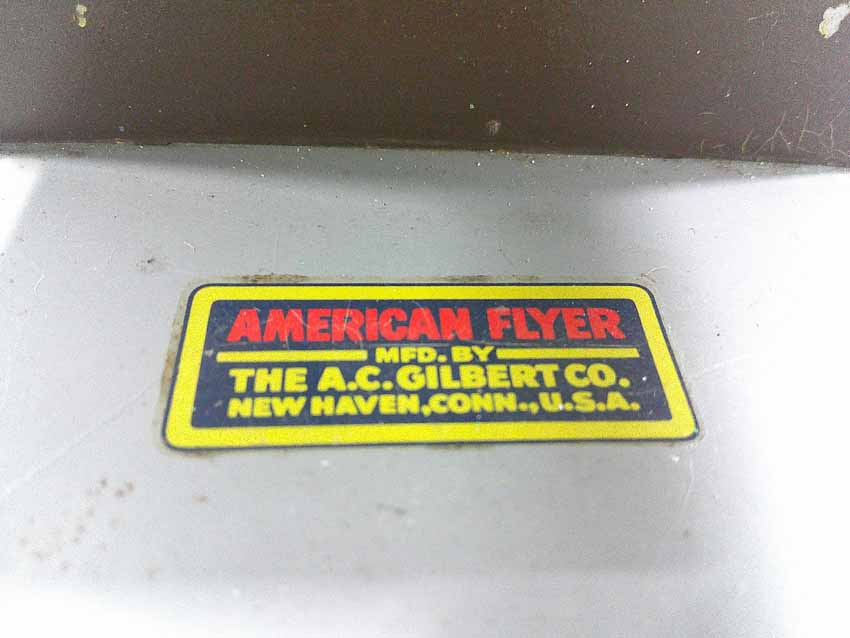 AMERICAN FLYER
MFD. BY
THE A.C. GILBERT CO.
NEW HAVEN, CONN., U.S.A.